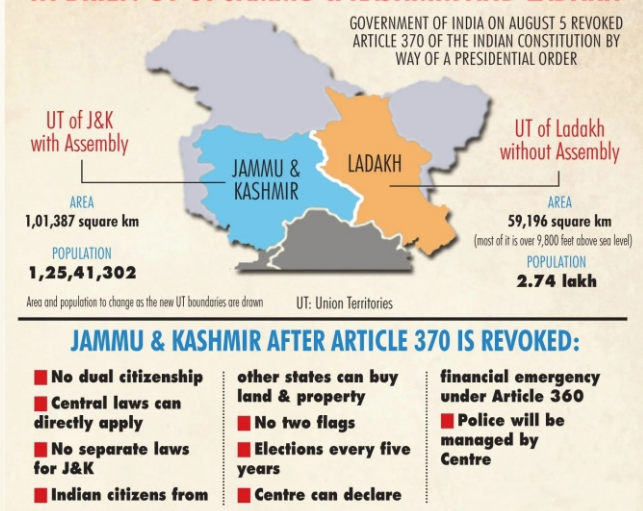 GOVERNMENT OF INDIA ON AUGUST 5 REVOKED
ARTICLE 370 OF THE INDIAN CONSTITUTION BY
WAY OF A PRESIDENTIAL ORDER
UT of J&K
with Assembly
AREA
1,01,387 square km
POPULATION
1,25,41,302
JAMMU &
KASHMIR
LADAKH
UT of Ladakh
without Assembly
AREA
59,196 square km
(most of it is over 9,800 feet above sea level)
POPULATION
2.74 lakh
Area and population to change as the new UT boundaries are drawn
UT: Union Territories
JAMMU & KASHMIR AFTER ARTICLE 370 IS REVOKED:
No dual citizenship
Central laws can
directly apply
No separate laws
for J&K
Indian citizens from
other states can buy
land & property
No two flags
Elections every five
years
Centre can declare
financial emergency
under Article 360
Police will be
managed by
Centre